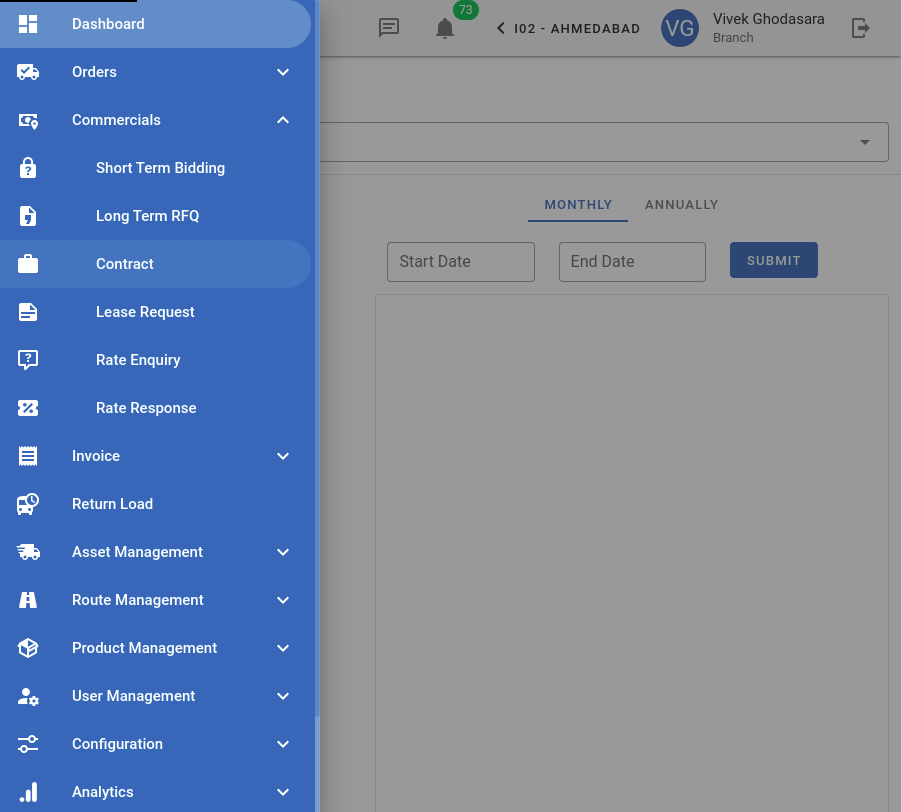 Dashboard
Orders
Commercials
Short Term Bidding
Long Term RFQ
Contract
Lease Request
Rate Enquiry
Rate Response
Invoice
Return Load
Asset Management
Route Management
Product Management
User Management
Configuration
Analytics
73
I02 - AHMEDABAD
VG
Vivek Ghodasara
Branch
MONTHLY
ANNUALLY
Start Date
End Date
SUBMIT